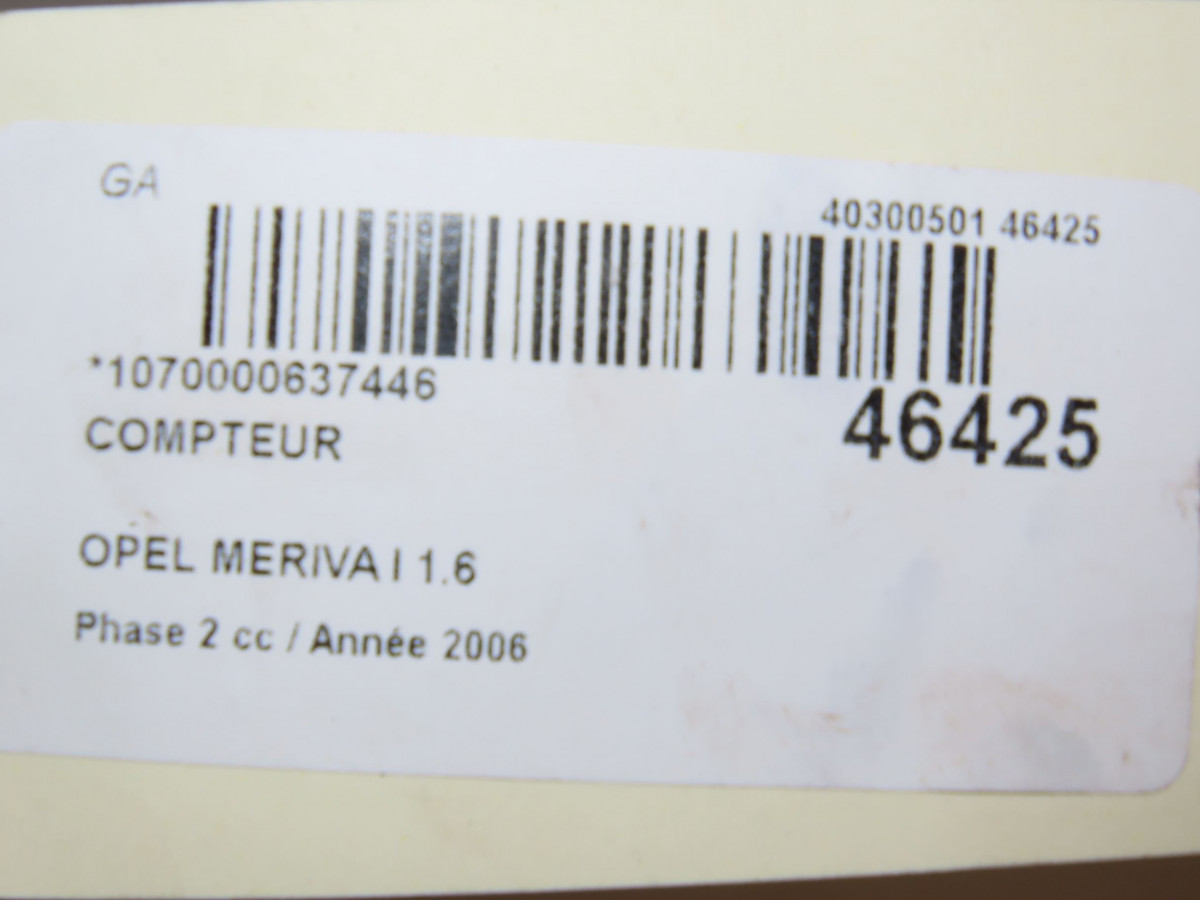 GA
40300501 46425
*1070000637446
46425
COMPTEUR
OPEL MERIVA I 1.6
Phase 2 cc / Année 2006